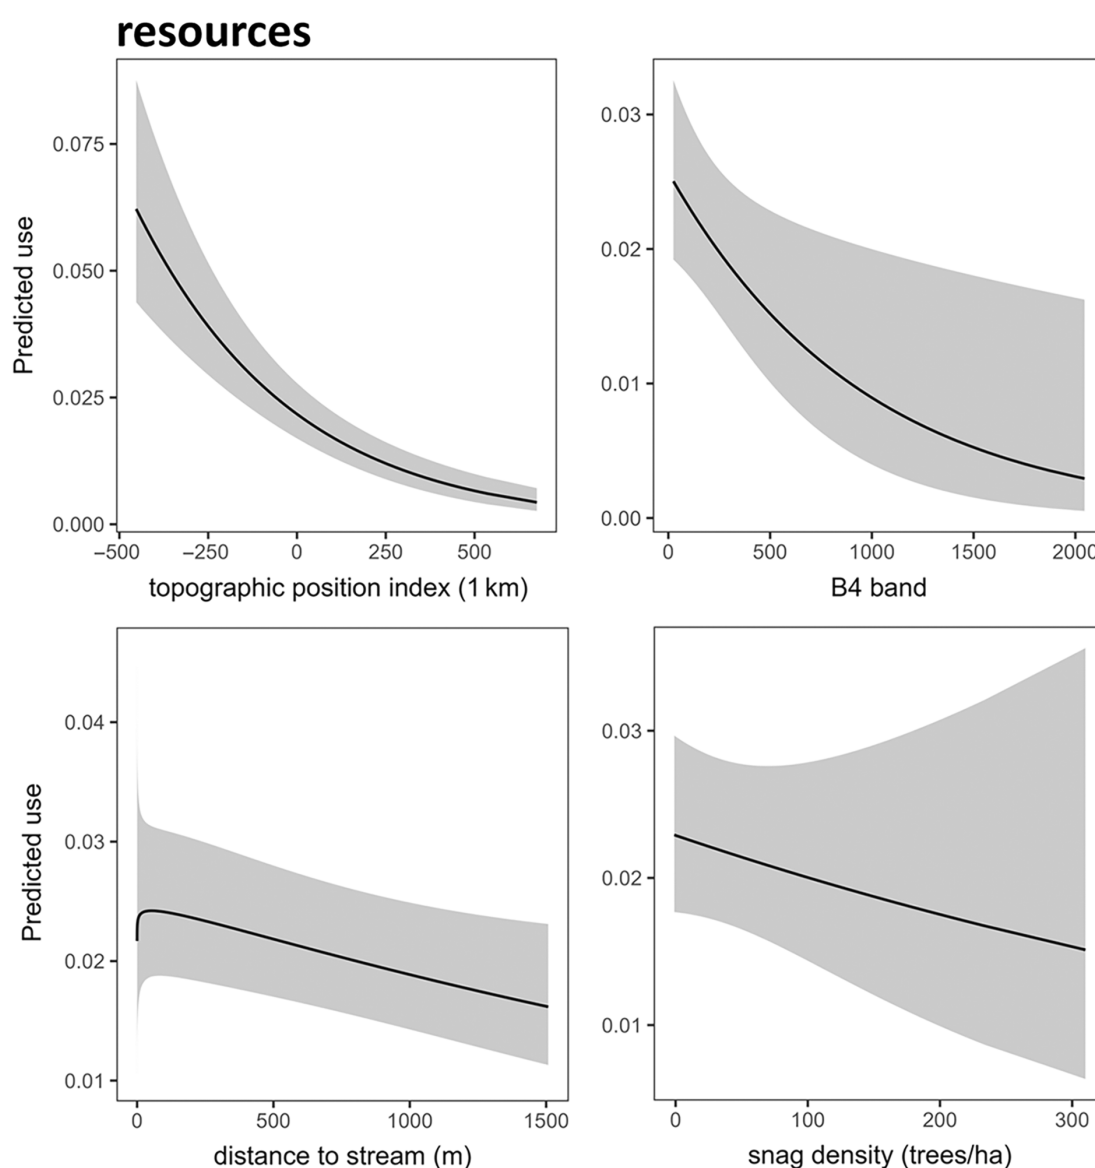 resources
Predicted use
0.075
0.050
0.025
0.000
−500 −250 0 250 500
topographic position index (1 km)
0.03
0.02
0.01
0.00
0 500 1000 1500 2000
B4 band
Predicted use
0.04
0.03
0.02
0.01
0 500 1000 1500
distance to stream (m)
0.03
0.02
0.01
0 100 200 300
snag density (trees/ha)